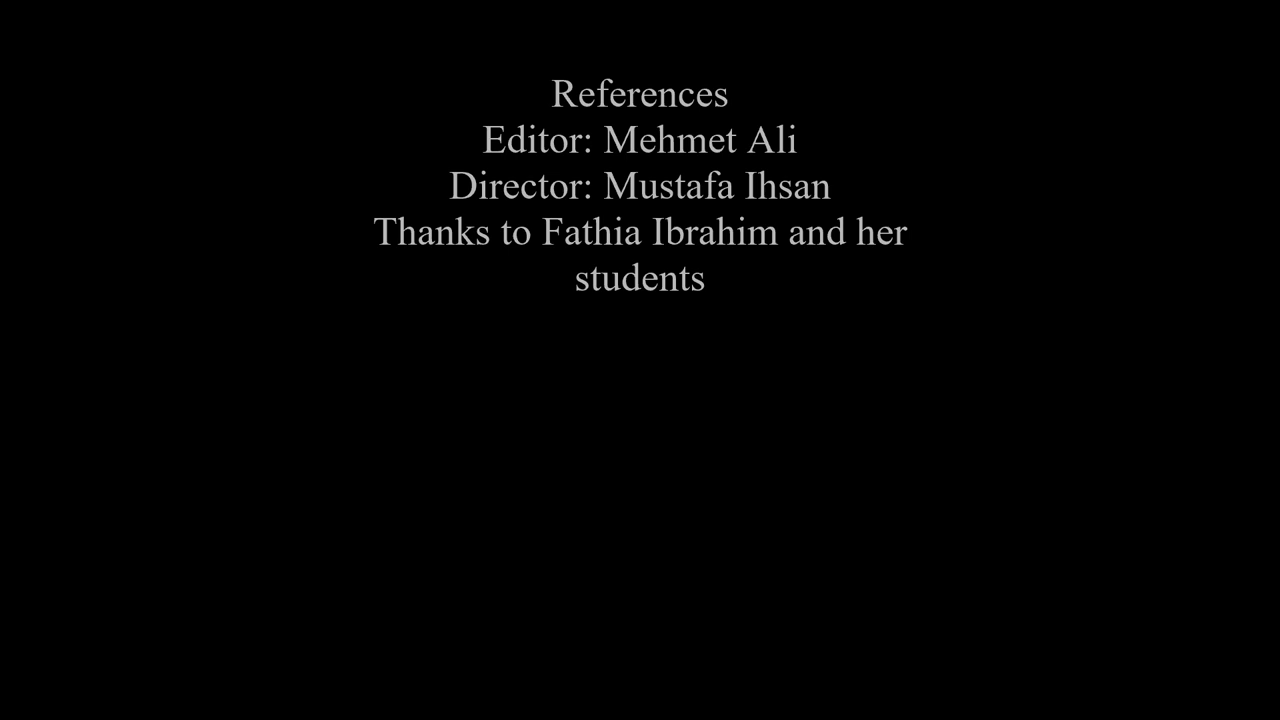 References
Editor: Mehmet Ali
Director: Mustafa Ihsan
Thanks to Fathia Ibrahim and her
students